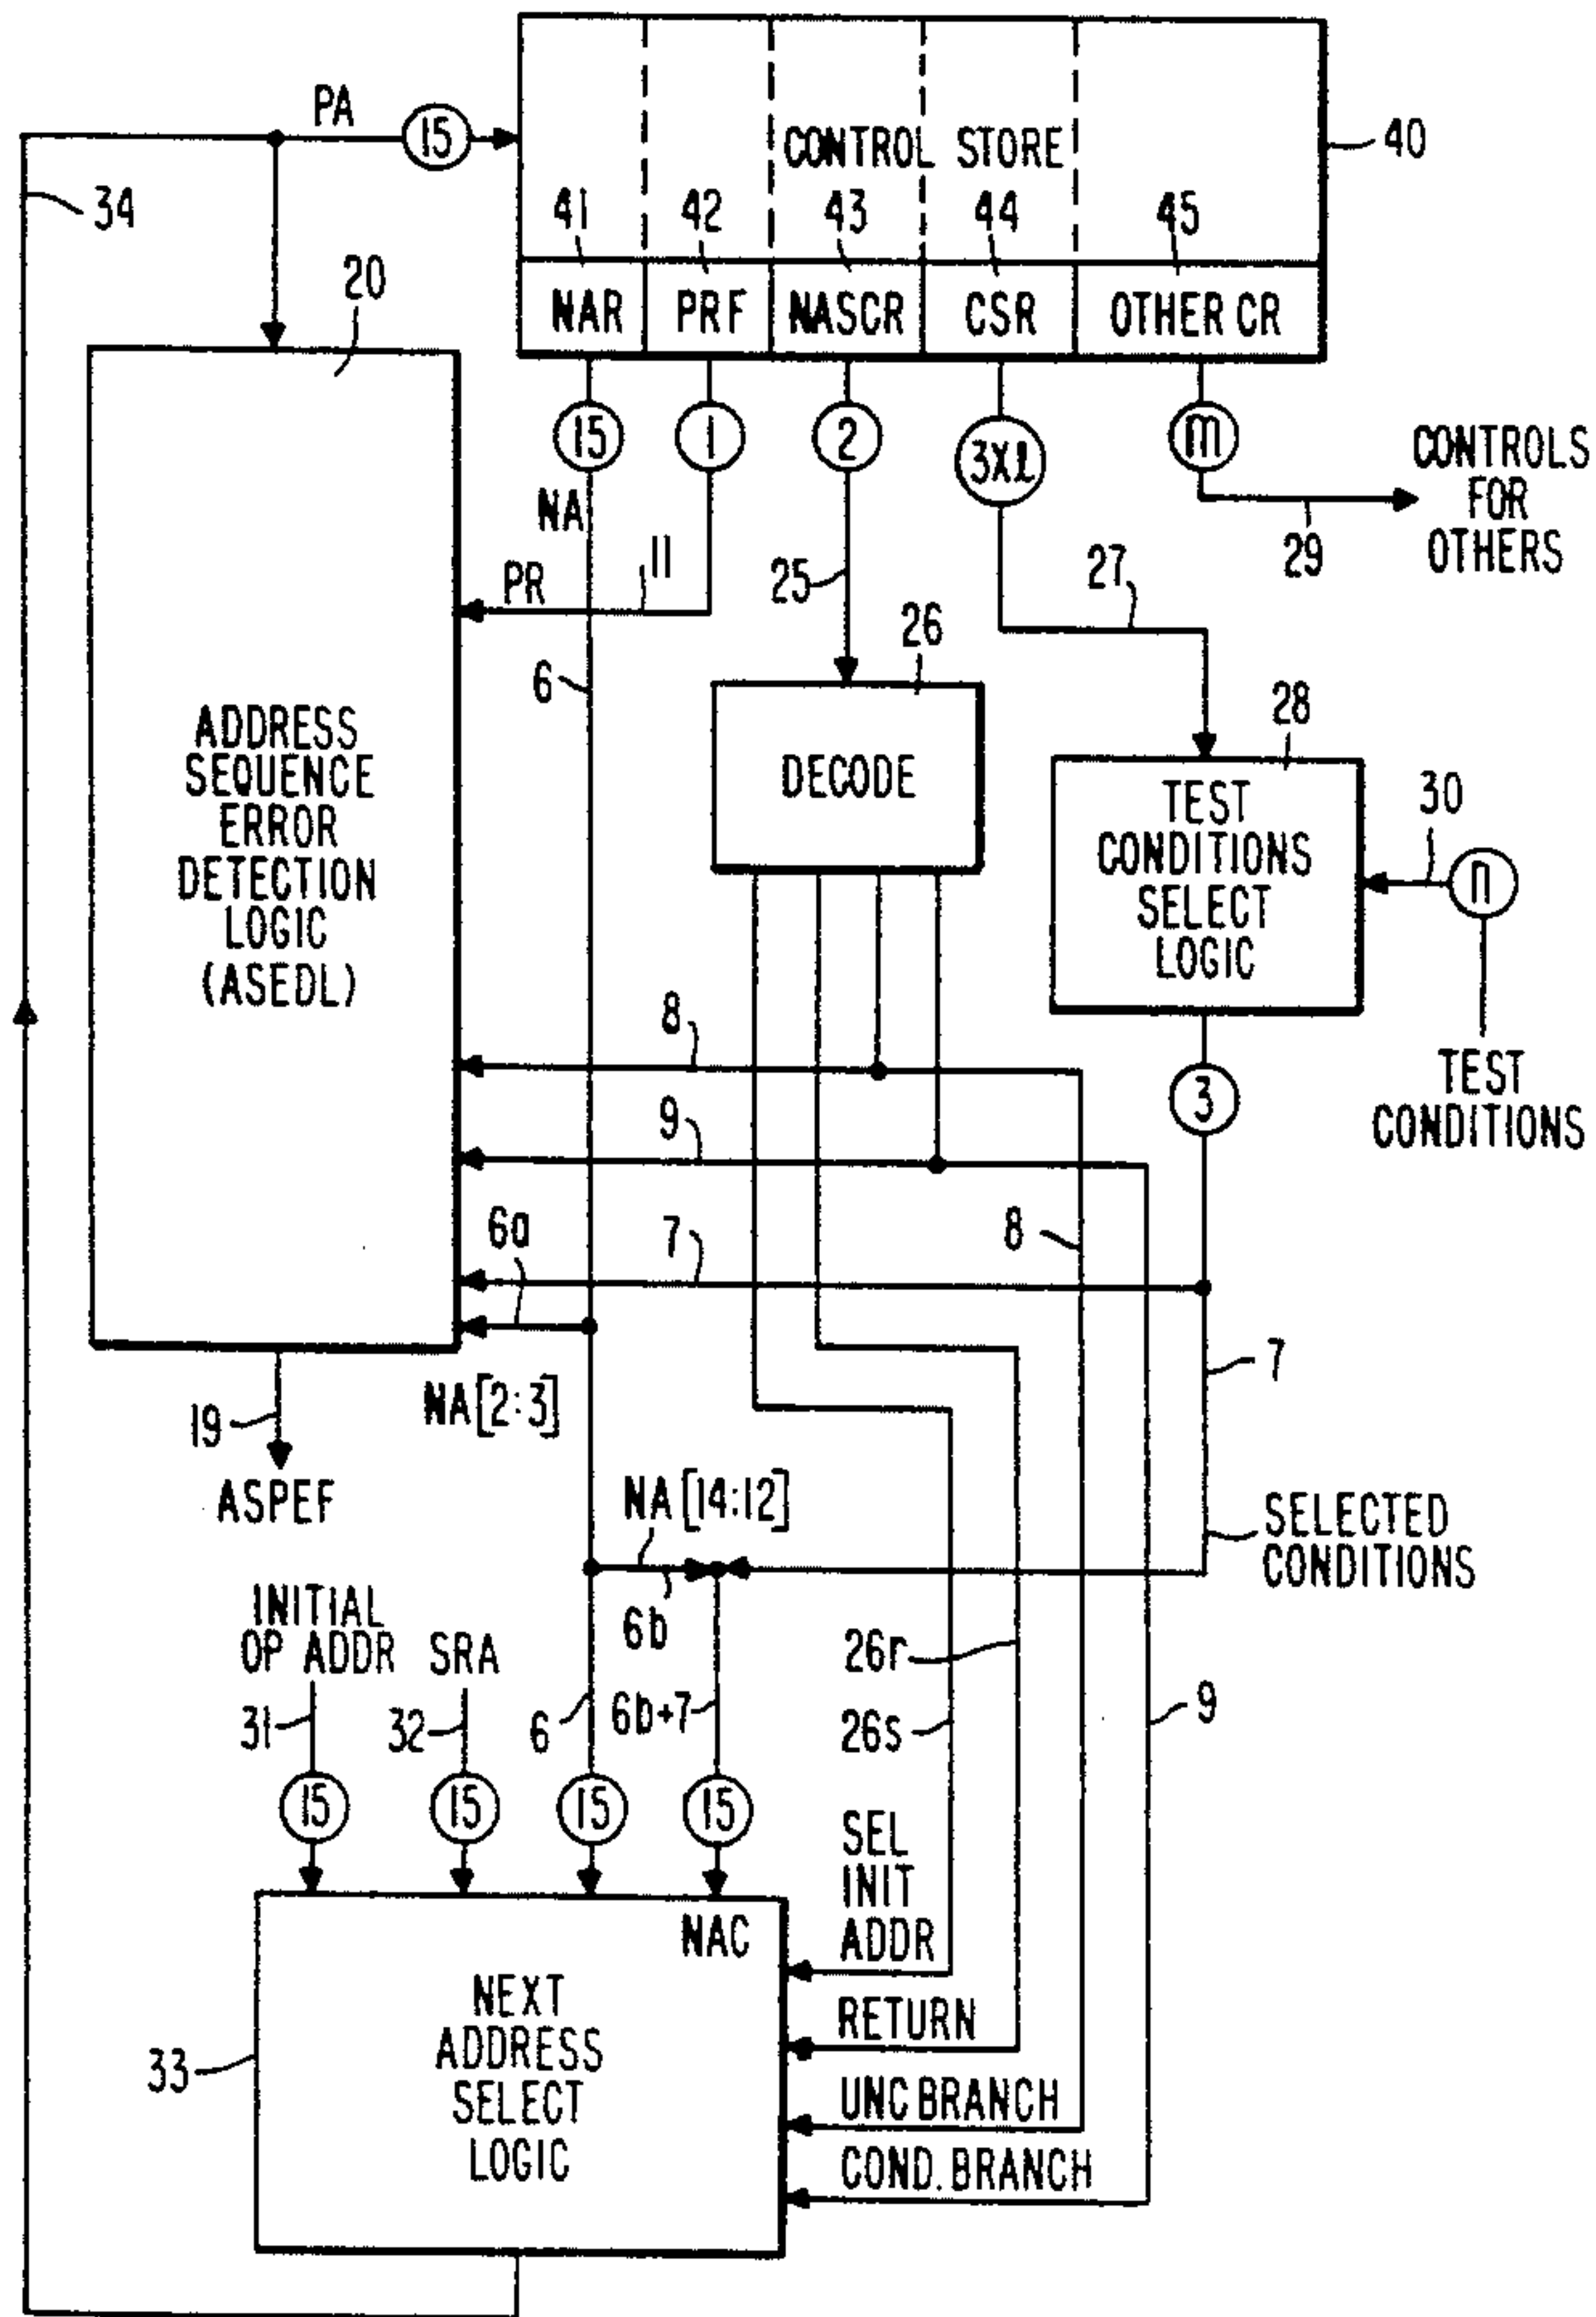 PA
15
CONTROL STORE
40
34
41
42
43
44
45
20
NAR
PRF
NASCR
CSR
OTHER CR
15
1
2
3Xl
m
CONTROLS
FOR
OTHERS
NA
29
PR
11
25
27
26
6
28
ADDRESS
SEQUENCE
ERROR
DETECTION
LOGIC
(ASEDL)
DECODE
TEST
CONDITIONS
SELECT
LOGIC
30
n
8
3
TEST
CONDITIONS
9
6a
7
8
7
NA[2:3]
19
ASPEF
NA[14:12]
SELECTED
CONDITIONS
INITIAL
OP ADDR
SRA
6b
26r
31
32
6
6b+7
26s
9
15
15
15
15
SEL
INIT
ADDR
NAC
NEXT
ADDRESS
SELECT
LOGIC
RETURN
33
UNC BRANCH
COND. BRANCH